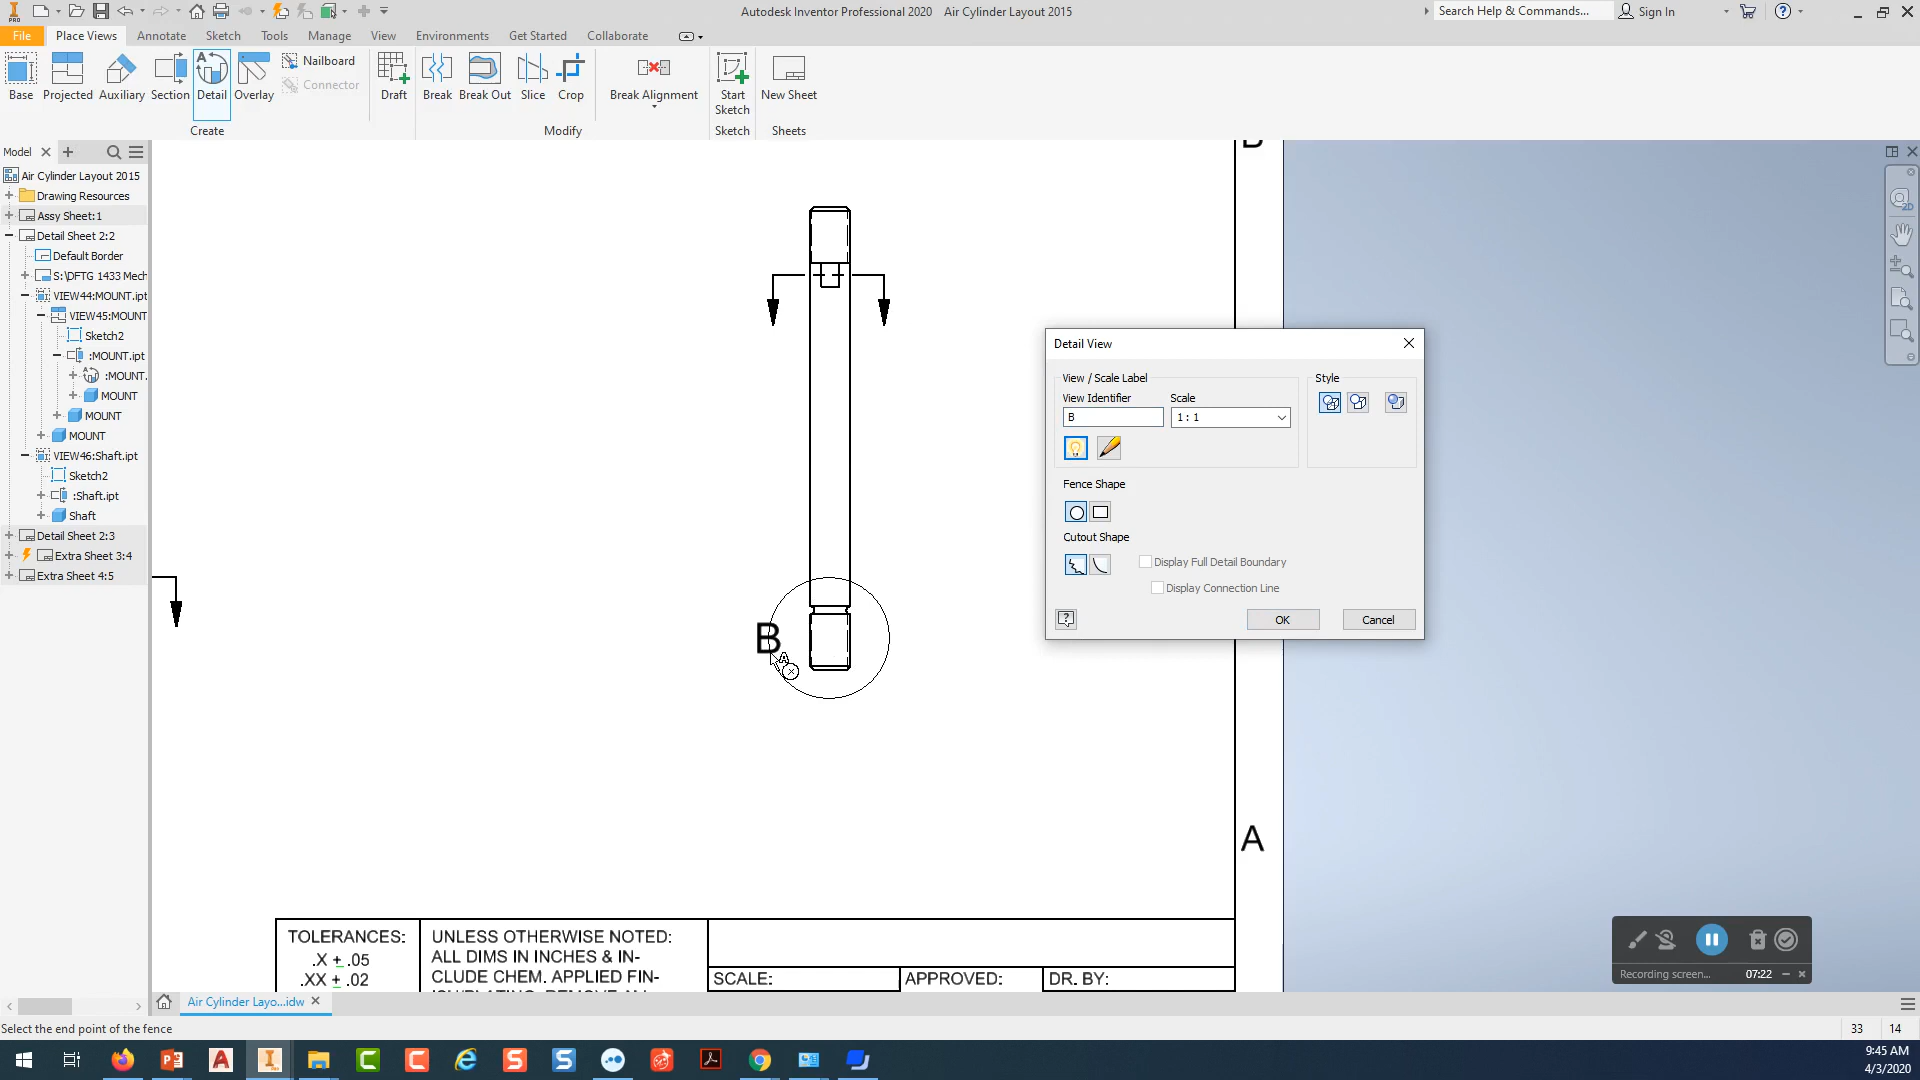 PRO
Autodesk Inventor Professional 2020 Air Cylinder Layout 2015
Search Help & Commands...
Sign In
File
Place Views
Annotate
Sketch
Tools
Manage
View
Environments
Get Started
Collaborate
Base
Projected
Auxiliary
Section
Detail
Overlay
Nailboard
Connector
Draft
Break
Break Out
Slice
Crop
Break Alignment
Start
Sketch
New Sheet
Create
Modify
Sketch
Sheets
Model
Air Cylinder Layout 2015
Drawing Resources
Assy Sheet:1
Detail Sheet 2:2
Default Border
S:\DFTG 1433 Mech
VIEW44:MOUNT.ipt
VIEW45:MOUNT
Sketch2
:MOUNT.ipt
:MOUNT.
MOUNT
MOUNT
MOUNT
VIEW46:Shaft.ipt
Sketch2
:Shaft.ipt
Shaft
Detail Sheet 2:3
Extra Sheet 3:4
Extra Sheet 4:5
B
A
2D
Detail View
View / Scale Label
Style
View Identifier
Scale
B
1 : 1
Fence Shape
Cutout Shape
Display Full Detail Boundary
Display Connection Line
OK
Cancel
A
TOLERANCES:
.X + .05
.XX + .02
UNLESS OTHERWISE NOTED:
ALL DIMS IN INCHES & IN-
CLUDE CHEM. APPLIED FIN-
SCALE:
APPROVED:
DR. BY:
Recording screen...
07:22
Air Cylinder Layo...idw
Select the end point of the fence
33
14
9:45 AM
4/3/2020